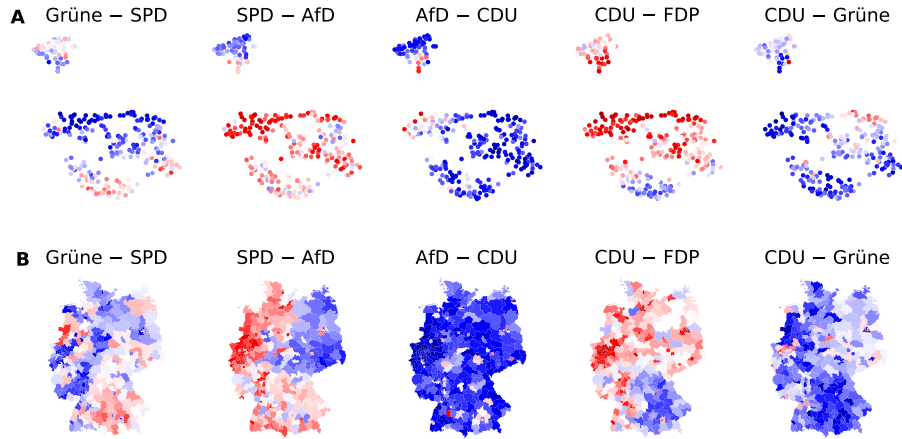 A Grüne − SPD SPD − AfD AfD − CDU CDU − FDP CDU − Grüne
B Grüne − SPD SPD − AfD AfD − CDU CDU − FDP CDU − Grüne